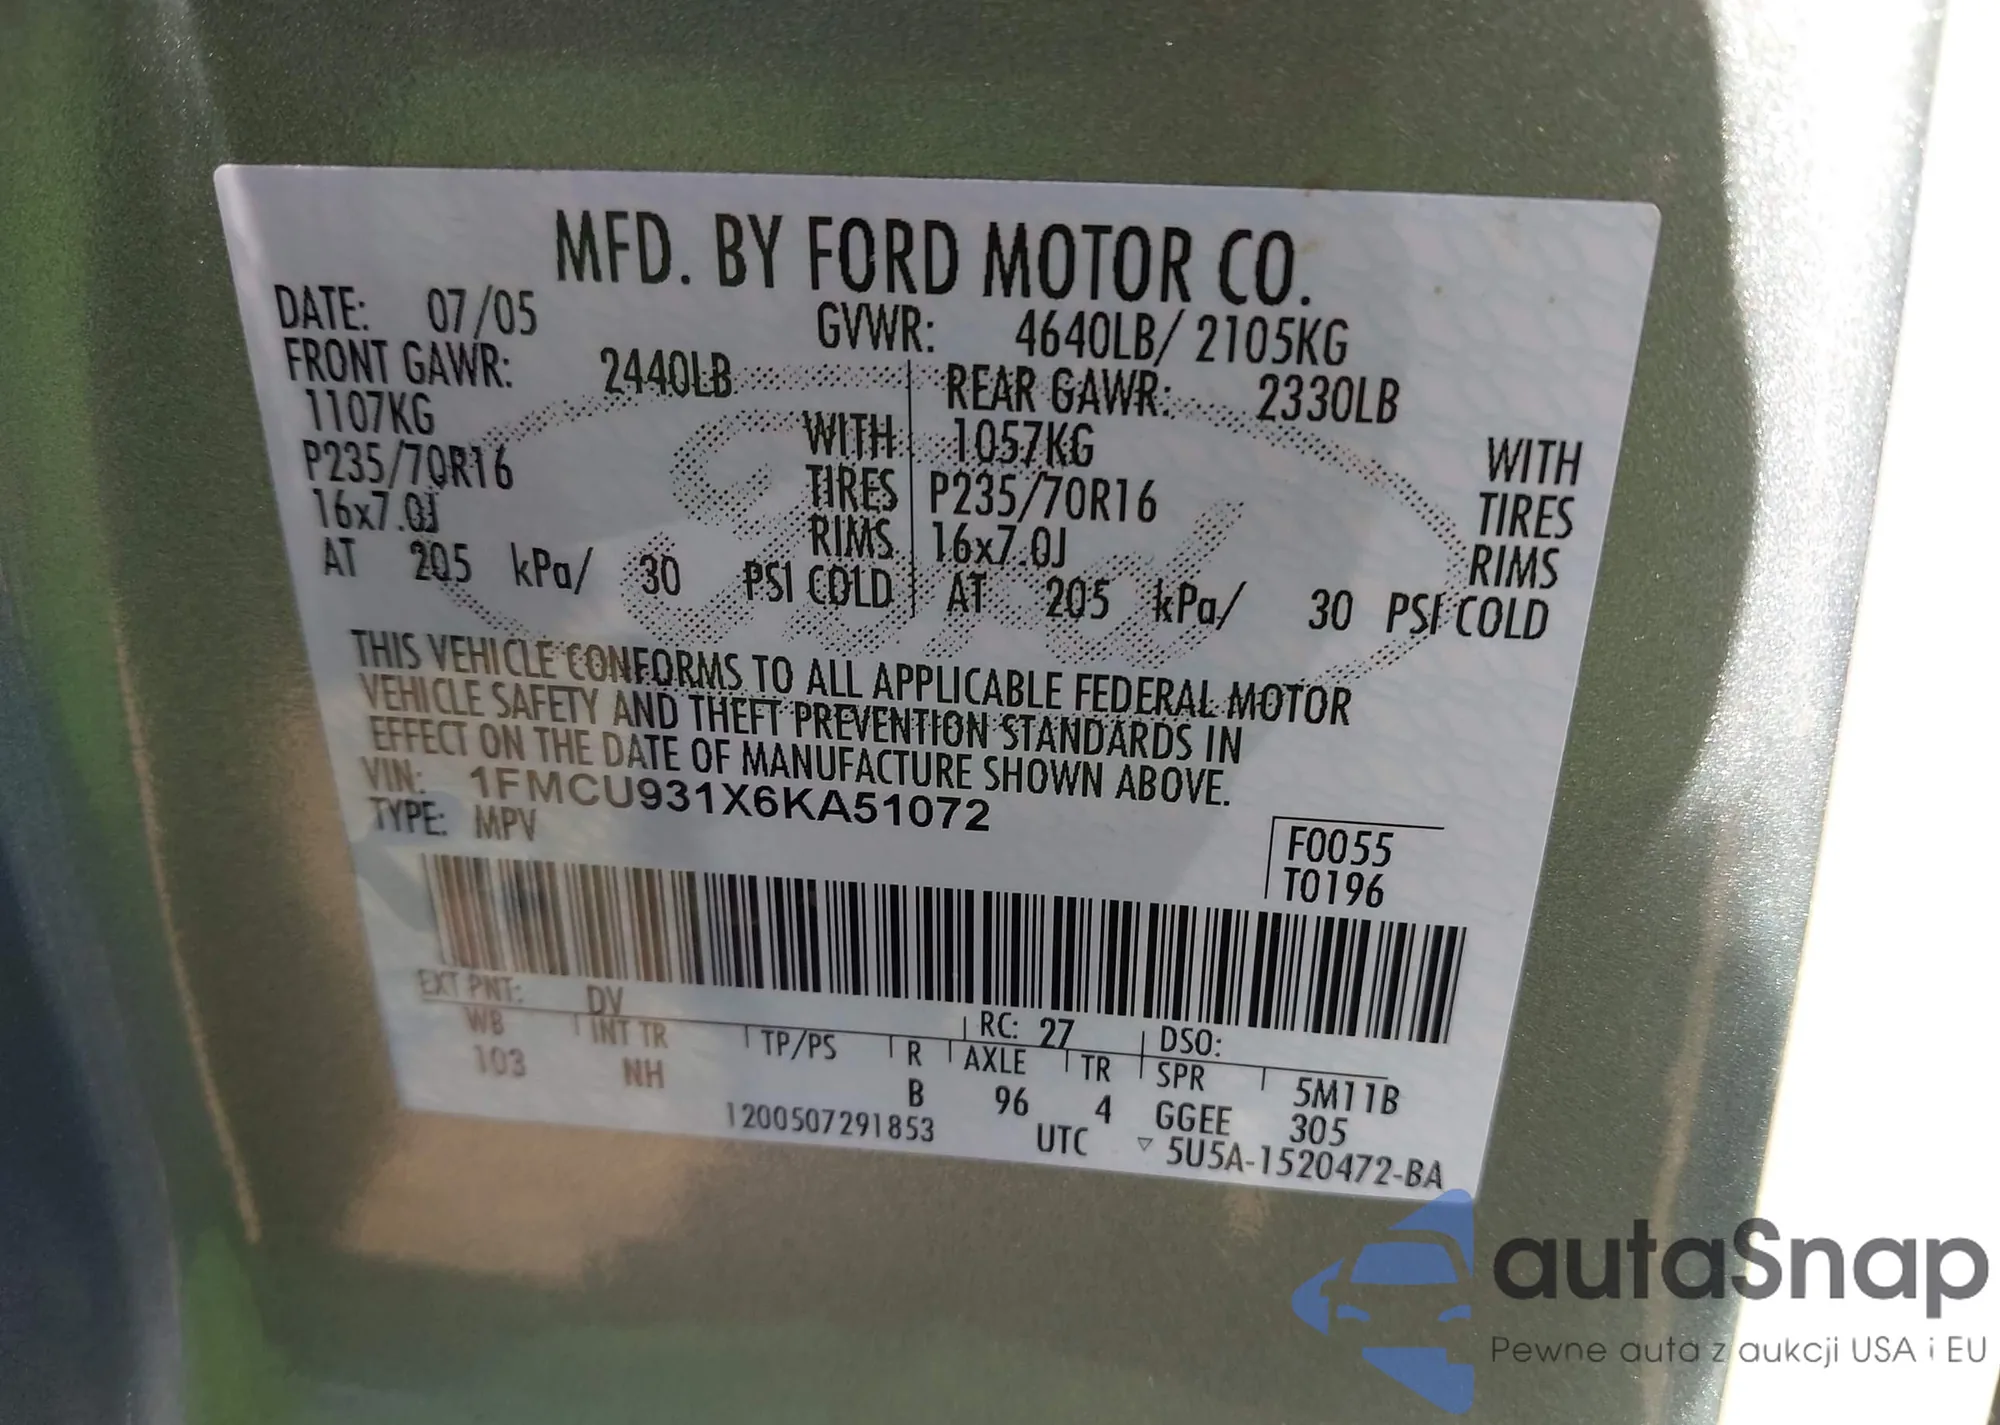 MFD. BY FORD MOTOR CO.
DATE: 07/05 GVWR: 4640LB/ 2105KG
FRONT GAWR: 2440LB REAR GAWR: 2330LB
1107KG WITH 1057KG WITH
P235/70R16 TIRES P235/70R16 TIRES
16x7.0J RIMS 16x7.0J RIMS
AT 205 kPa/ 30 PSI COLD AT 205 kPa/ 30 PSI COLD
THIS VEHICLE CONFORMS TO ALL APPLICABLE FEDERAL MOTOR
VEHICLE SAFETY AND THEFT PREVENTION STANDARDS IN
EFFECT ON THE DATE OF MANUFACTURE SHOWN ABOVE.
VIN: 1FMCU931X6KA51072
TYPE: MPV
F0055
T0196
EXT PNT: DV RC: 27 DSO:
WB INT TR TP/PS R AXLE TR SPR 5M11B
103 NH B 96 4 GGEE 305
1200507291853 UTC ▽ 5U5A-1520472-BA
Ford
autaSnap
Pewne auta z aukcji USA i EU